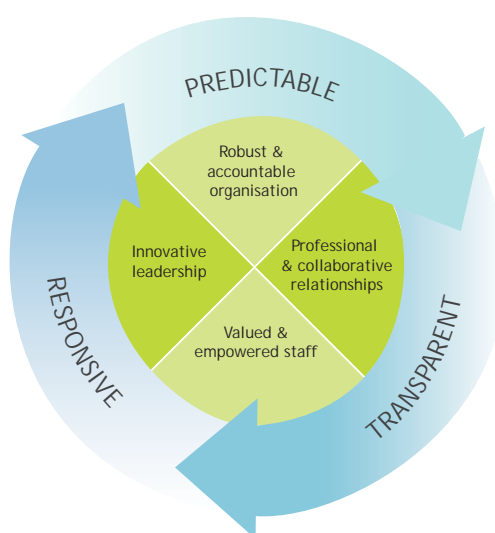 PREDICTABLE
Robust &
accountable
organisation
Innovative
leadership
Professional
& collaborative
relationships
Valued &
empowered staff
RESPONSIVE
TRANSPARENT